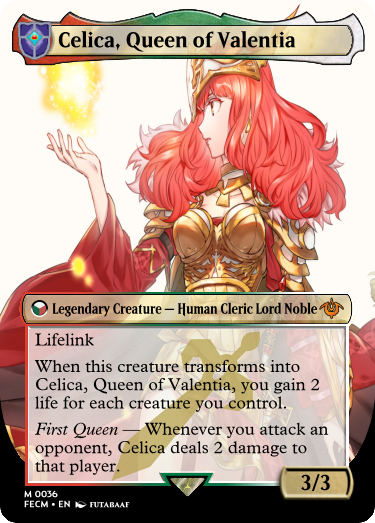 Celica, Queen of Valentia
Legendary Creature — Human Cleric Lord Noble
Lifelink
When this creature transforms into
Celica, Queen of Valentia, you gain 2
life for each creature you control.
First Queen — Whenever you attack an
opponent, Celica deals 2 damage to
that player.
3/3
M 0036
FECM • EN FUTABAAF